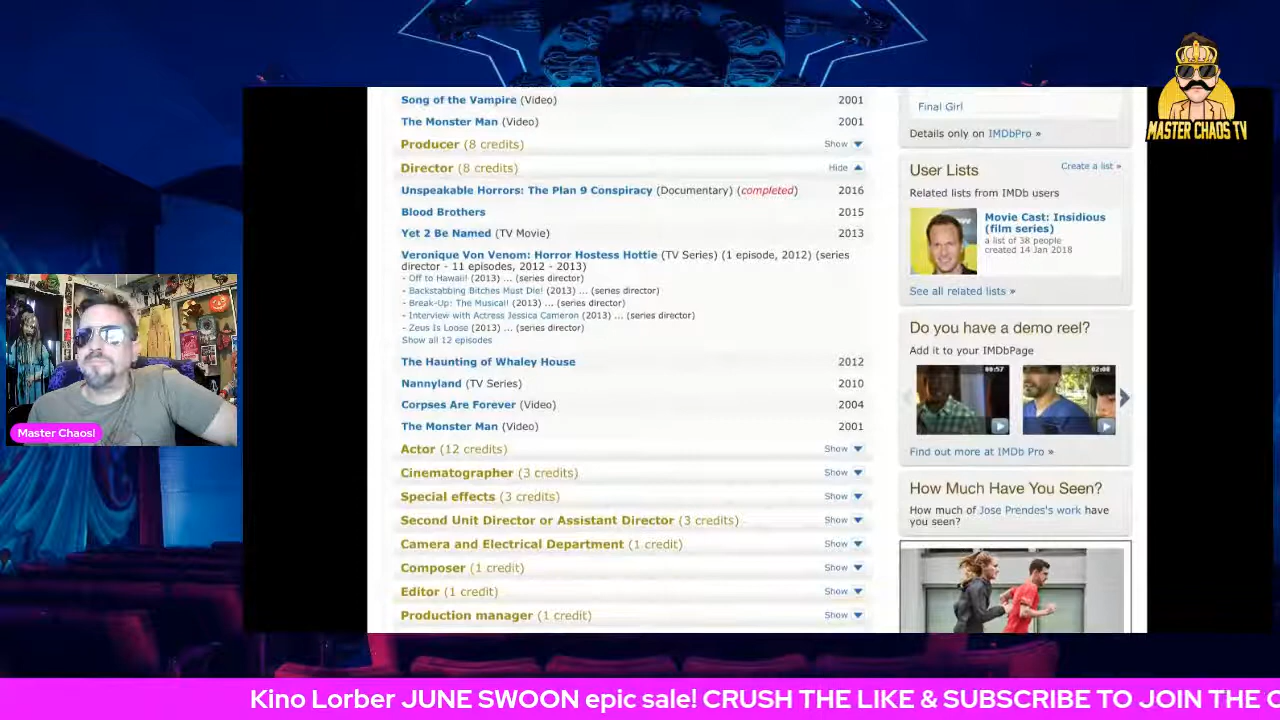 MASTER CHAOS TV
Song of the Vampire (Video) 2001
The Monster Man (Video) 2001
Producer (8 credits) Show
Director (8 credits) Hide
Unspeakable Horrors: The Plan 9 Conspiracy (Documentary) (completed) 2016
Blood Brothers 2015
Yet 2 Be Named (TV Movie) 2013
Veronique Von Venom: Horror Hostess Hottie (TV Series) (1 episode, 2012) (series
director - 11 episodes, 2012 - 2013)
- Off to Hawaii! (2013) ... (series director)
- Backstabbing Bitches Must Die! (2013) ... (series director)
- Break-Up: The Musical! (2013) ... (series director)
- Interview with Actress Jessica Cameron (2013) ... (series director)
- Zeus Is Loose (2013) ... (series director)
Show all 12 episodes
The Haunting of Whaley House 2012
Nannyland (TV Series) 2010
Corpses Are Forever (Video) 2004
The Monster Man (Video) 2001
Actor (12 credits) Show
Cinematographer (3 credits) Show
Special effects (3 credits) Show
Second Unit Director or Assistant Director (3 credits) Show
Camera and Electrical Department (1 credit) Show
Composer (1 credit) Show
Editor (1 credit) Show
Production manager (1 credit) Show
Final Girl
Details only on IMDbPro »
User Lists Create a list »
Related lists from IMDb users
Movie Cast: Insidious
(film series)
a list of 38 people
created 14 Jan 2018
See all related lists »
Do you have a demo reel?
Add it to your IMDbPage
00:57 02:08
Find out more at IMDb Pro »
How Much Have You Seen?
How much of Jose Prendes's work have
you seen?
Master Chaos!
Kino Lorber JUNE SWOON epic sale! CRUSH THE LIKE & SUBSCRIBE TO JOIN THE